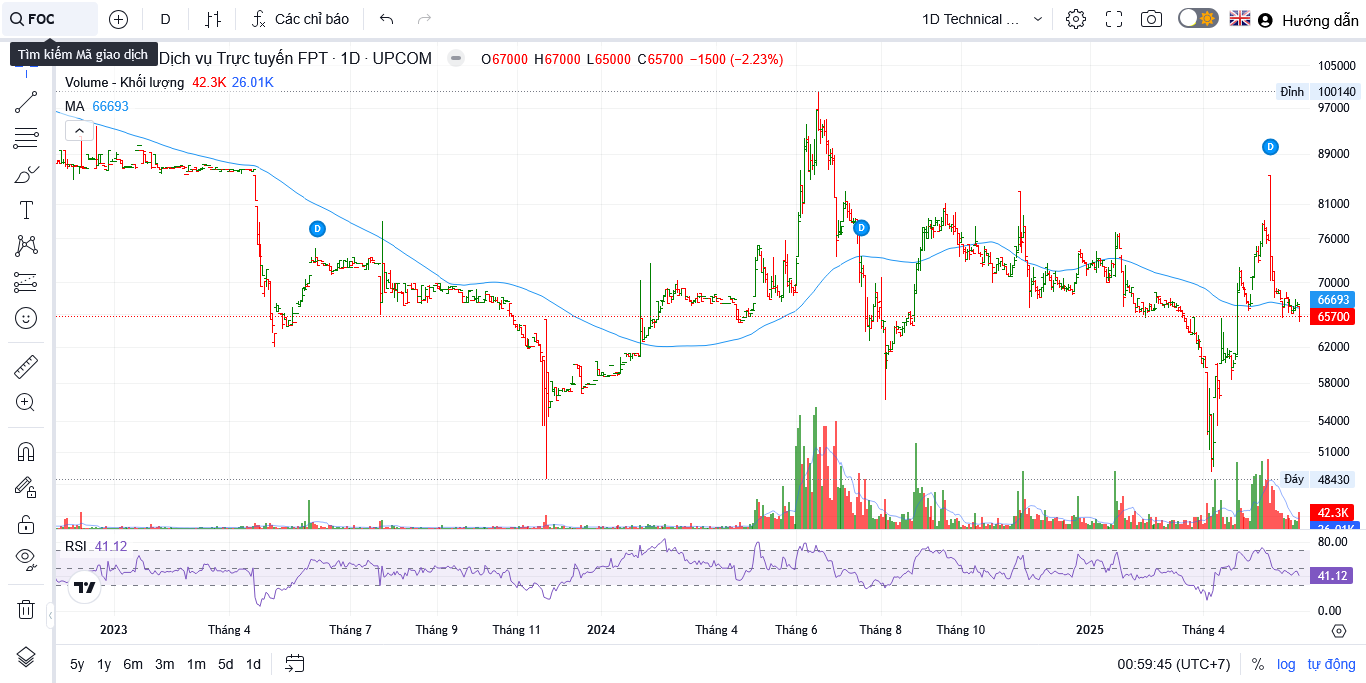 FOC
D
Các chỉ báo
1D Technical ...
Hướng dẫn
Tìm kiếm Mã giao dịch
Dịch vụ Trực tuyến FPT · 1D · UPCOM
O67000 H67000 L65000 C65700 −1500 (−2.23%)
Volume - Khối lượng 42.3K 26.01K
MA 66693
105000
Đỉnh 100140
97000
89000
81000
76000
70000
66693
65700
62000
58000
54000
51000
Đáy 48430
42.3K
26.01K
D
D
D
RSI 41.12
80.00
41.12
0.00
2023
Tháng 4
Tháng 7
Tháng 9
Tháng 11
2024
Tháng 4
Tháng 6
Tháng 8
Tháng 10
2025
Tháng 4
5y 1y 6m 3m 1m 5d 1d
00:59:45 (UTC+7)
% log tự động